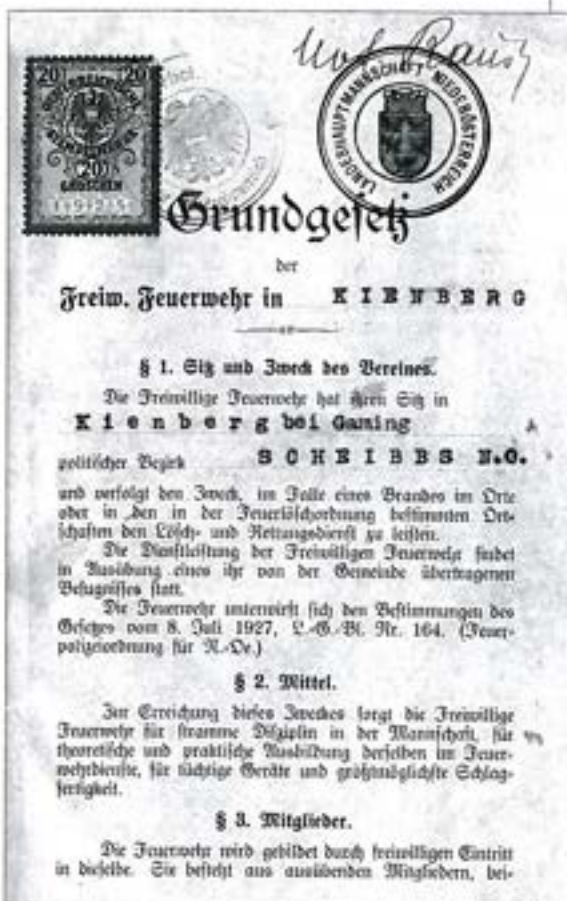 20 20
20
GROSCHEN
LANDESHAUPTMANNSCHAFT NIEDERÖSTERREICH
Grundgesetz
der
Freiw. Feuerwehr in KIENBERG
§ 1. Sitz und Zweck des Vereines.
Die Freiwillige Feuerwehr hat ihren Sitz in
Kienberg bei Gaming
politischer Bezirk SCHEIBBS N.O.
und verfolgt den Zweck, im Falle eines Brandes im Orte
oder in den in der Feuerlöschordnung bestimmten Ort-
schaften den Lösch- und Rettungsdienst zu leisten.
Die Dienstleistung der Freiwilligen Feuerwehr findet
in Ausübung eines ihr von der Gemeinde übertragenen
Befugnisses statt.
Die Feuerwehr unterwirft sich den Bestimmungen des
Gesetzes vom 8. Juli 1927, L.-G.-Bl. Nr. 164. (Feuer-
polizeiordnung für N.-Oe.)
§ 2. Mittel.
Zur Erreichung dieses Zweckes sorgt die Freiwillige
Feuerwehr für stramme Disziplin in der Mannschaft, für
theoretische und praktische Ausbildung derselben im Feuer-
wehrdienste, für tüchtige Geräte und größtmöglichste Schlag-
fertigkeit.
§ 3. Mitglieder.
Die Feuerwehr wird gebildet durch freiwilligen Eintritt
in dieselbe. Sie besteht aus ausübenden Mitgliedern, bei-